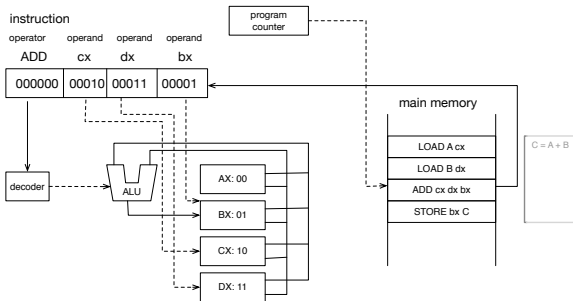 instruction
operator operand operand operand
ADD cx dx bx
000000 00010 00011 00001
program
counter
main memory
LOAD A cx
LOAD B dx
ADD cx dx bx
STORE bx C
C = A + B
decoder
ALU
AX: 00
BX: 01
CX: 10
DX: 11